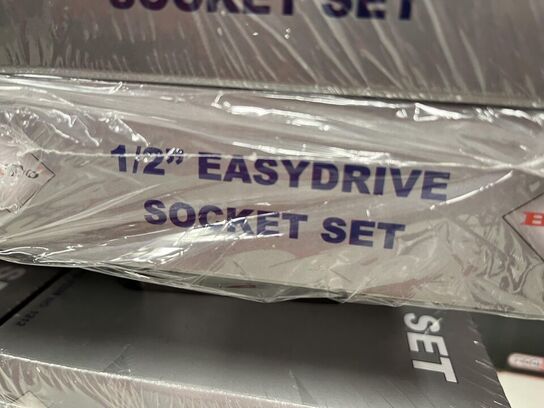 SOCKET SET
1/2" EASYDRIVE
SOCKET SET
SET